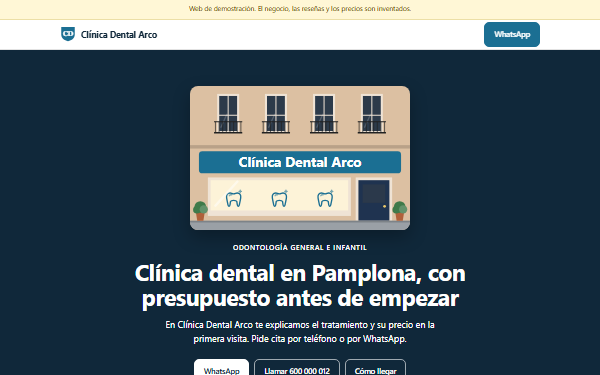 Web de demostración. El negocio, las reseñas y los precios son inventados.
CD Clínica Dental Arco
WhatsApp
Clínica Dental Arco
ODONTOLOGÍA GENERAL E INFANTIL
Clínica dental en Pamplona, con
presupuesto antes de empezar
En Clínica Dental Arco te explicamos el tratamiento y su precio en la
primera visita. Pide cita por teléfono o por WhatsApp.
WhatsApp
Llamar 600 000 012
Cómo llegar